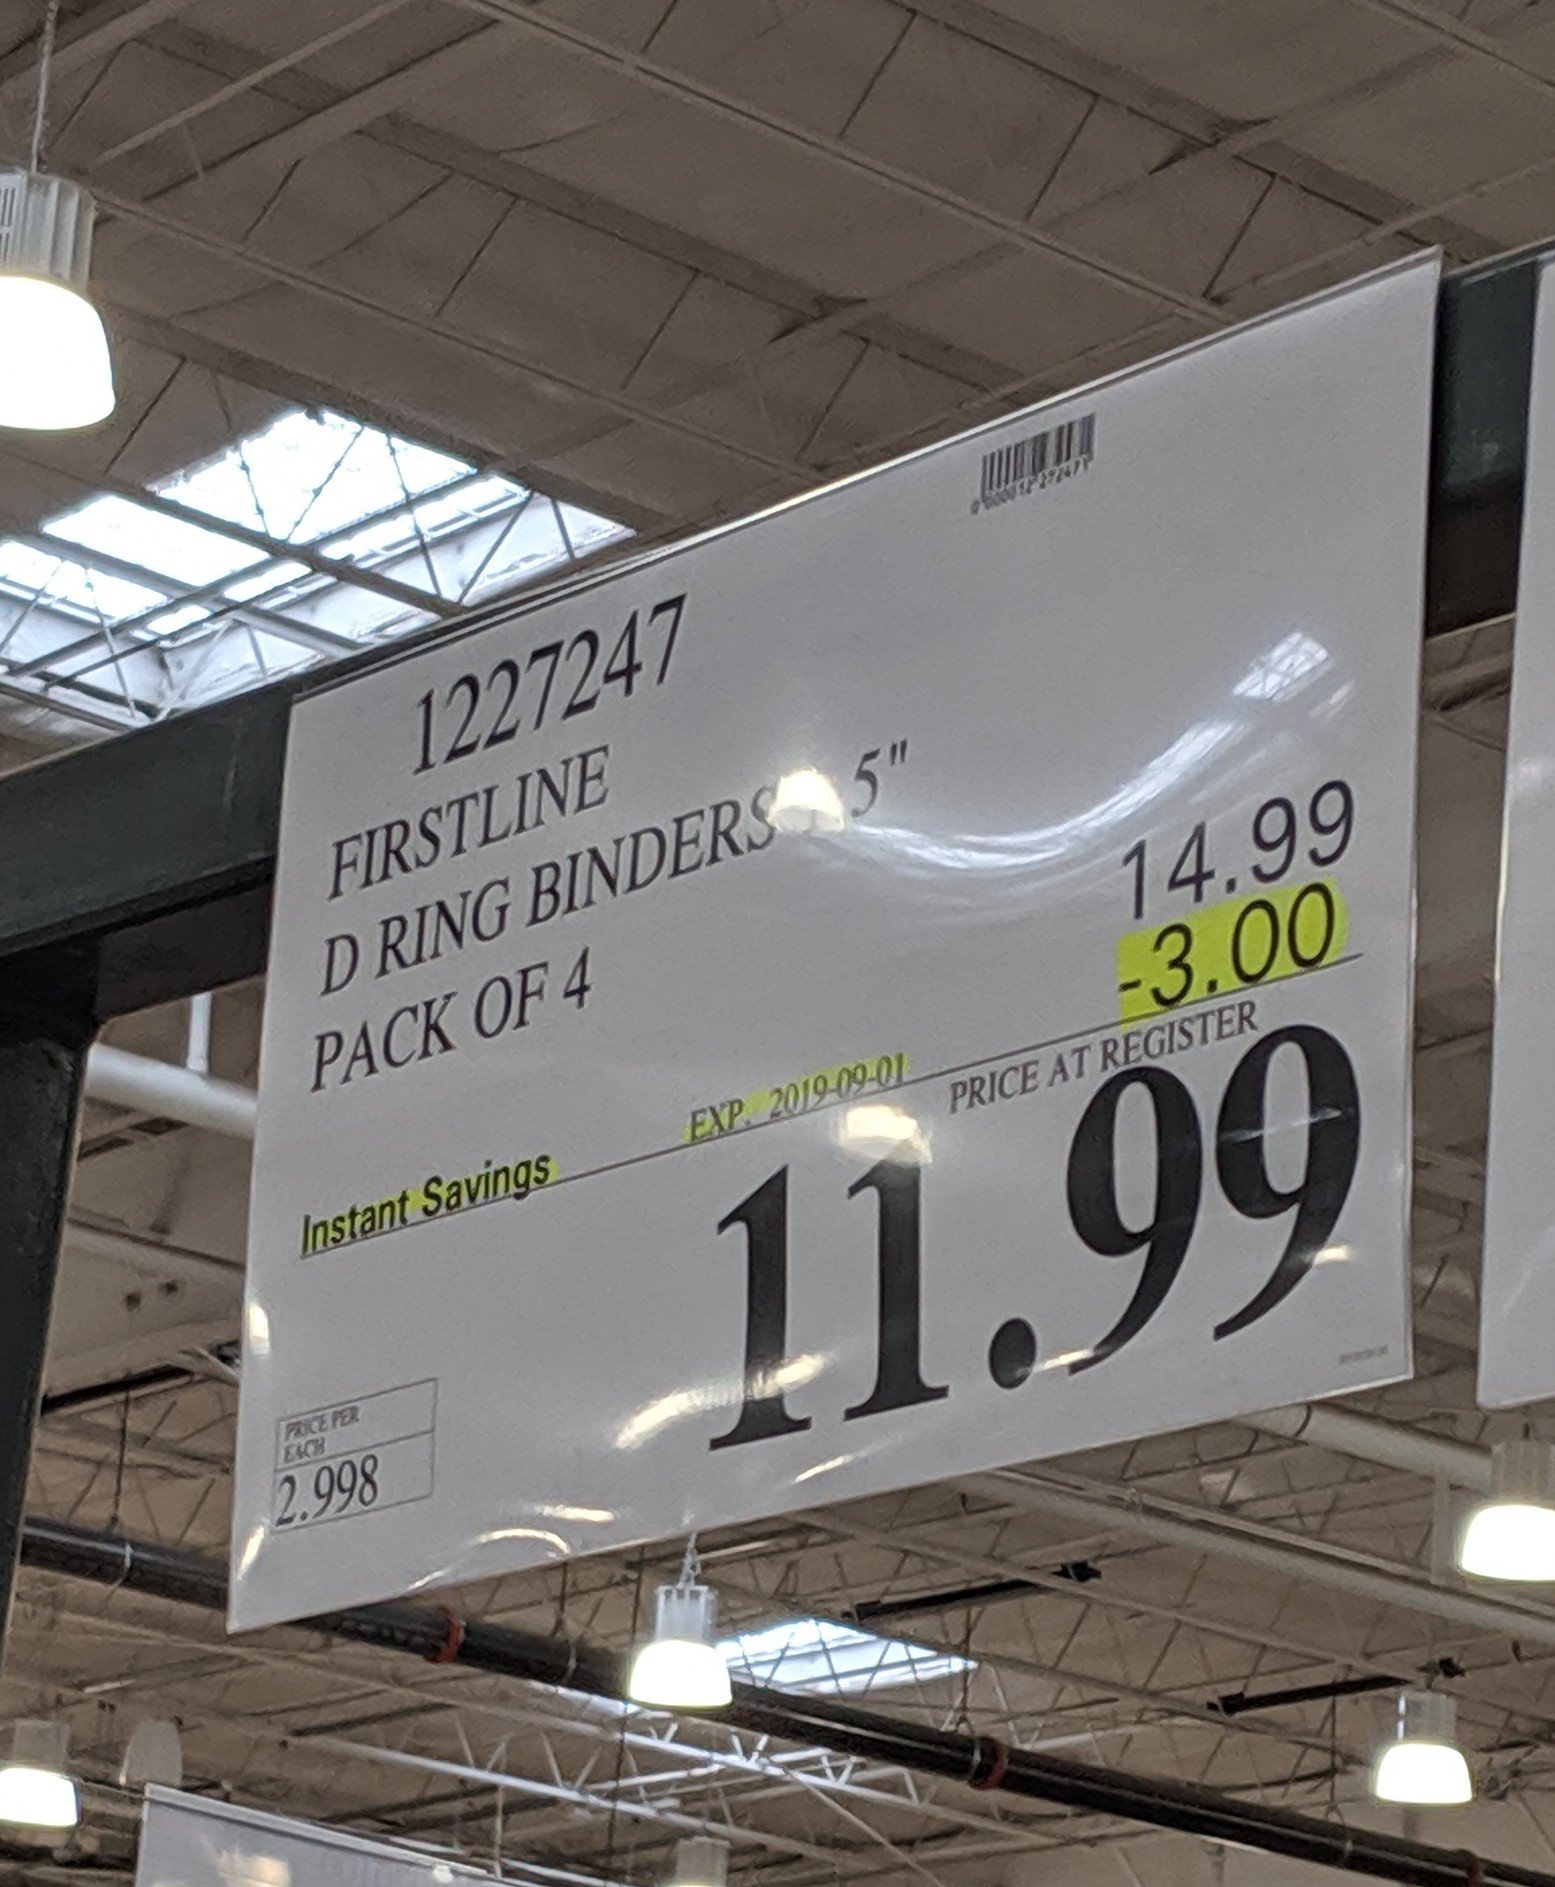 1227247
FIRSTLINE
D RING BINDERS 5"
PACK OF 4
14.99
-3.00
Instant Savings EXP. 2019-09-01 PRICE AT REGISTER
11.99
PRICE PER
EACH
2.998